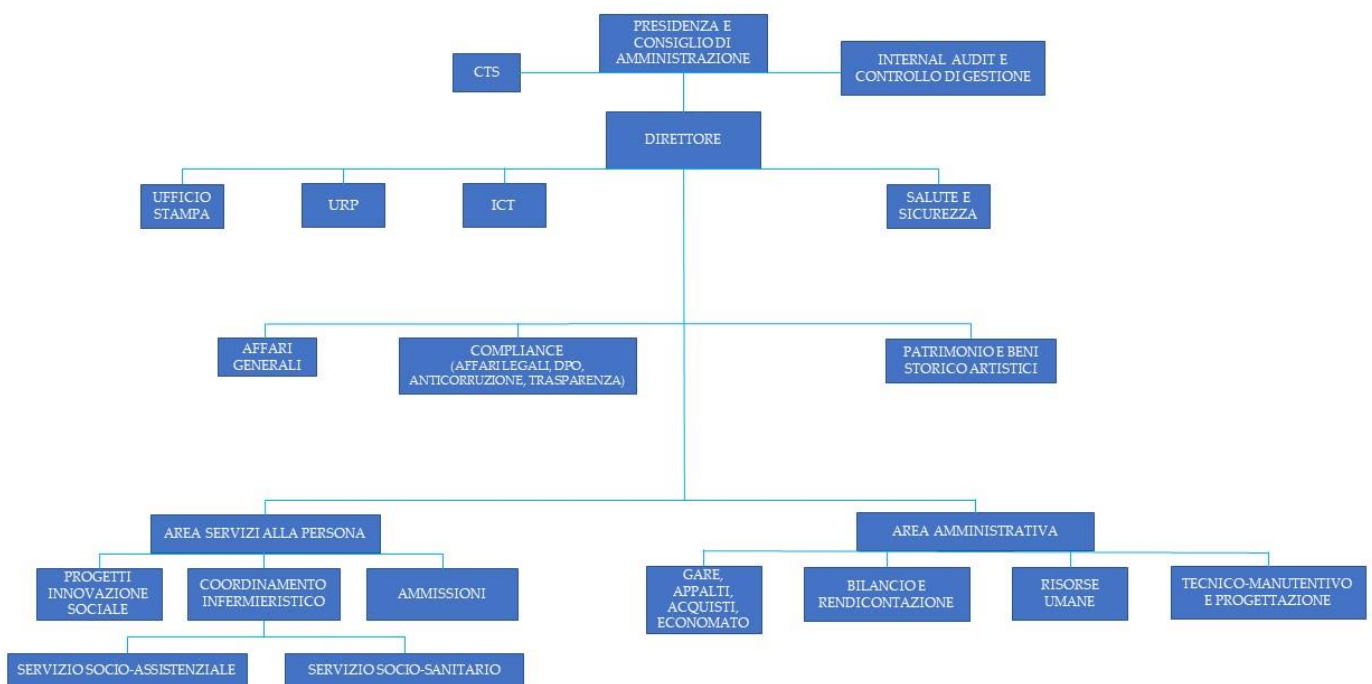 PRESIDENZA E
CONSIGLIO DI
AMMINISTRAZIONE
CTS
INTERNAL AUDIT E
CONTROLLO DI GESTIONE
DIRETTORE
UFFICIO
STAMPA
URP
ICT
SALUTE E
SICUREZZA
AFFARI
GENERALI
COMPLIANCE
(AFFARI LEGALI, DPO,
ANTICORRUZIONE, TRASPARENZA)
PATRIMONIO E BENI
STORICO ARTISTICI
AREA SERVIZI ALLA PERSONA
AREA AMMINISTRATIVA
PROGETTI
INNOVAZIONE
SOCIALE
COORDINAMENTO
INFERMIERISTICO
AMMISSIONI
GARE,
APPALTI,
ACQUISTI,
ECONOMATO
BILANCIO E
RENDICONTAZIONE
RISORSE
UMANE
TECNICO-MANUTENTIVO
E PROGETTAZIONE
SERVIZIO SOCIO-ASSISTENZIALE
SERVIZIO SOCIO-SANITARIO